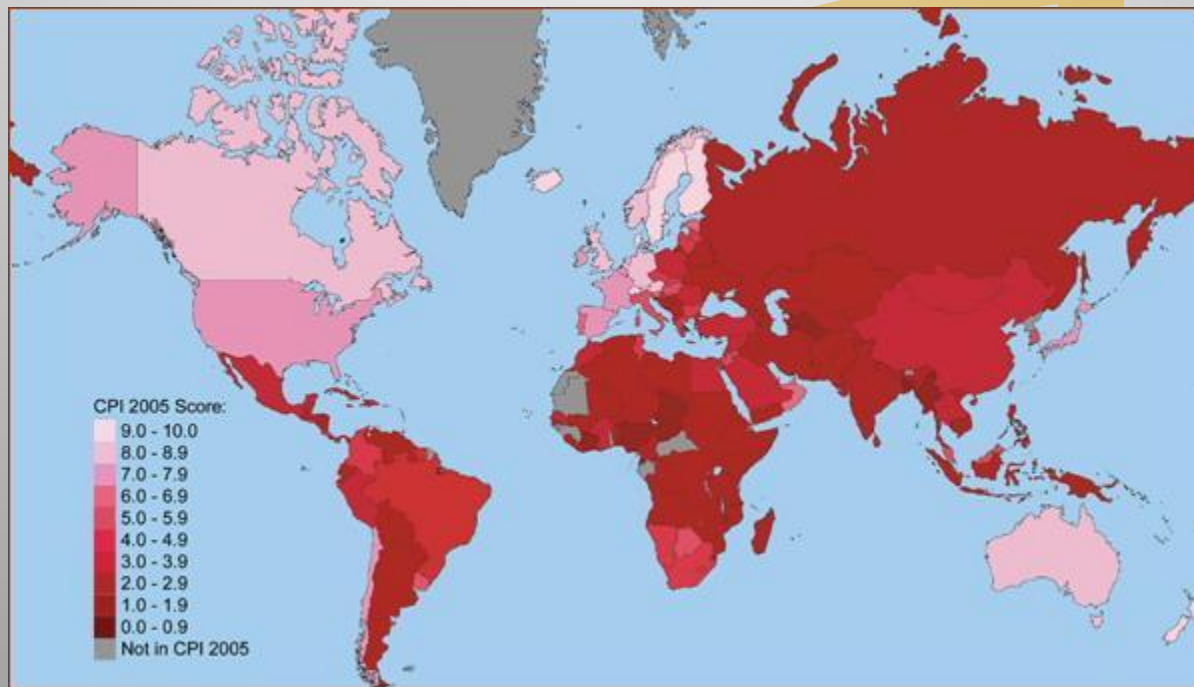 CPI 2005 Score:
9.0 - 10.0
8.0 - 8.9
7.0 - 7.9
6.0 - 6.9
5.0 - 5.9
4.0 - 4.9
3.0 - 3.9
2.0 - 2.9
1.0 - 1.9
0.0 - 0.9
Not in CPI 2005